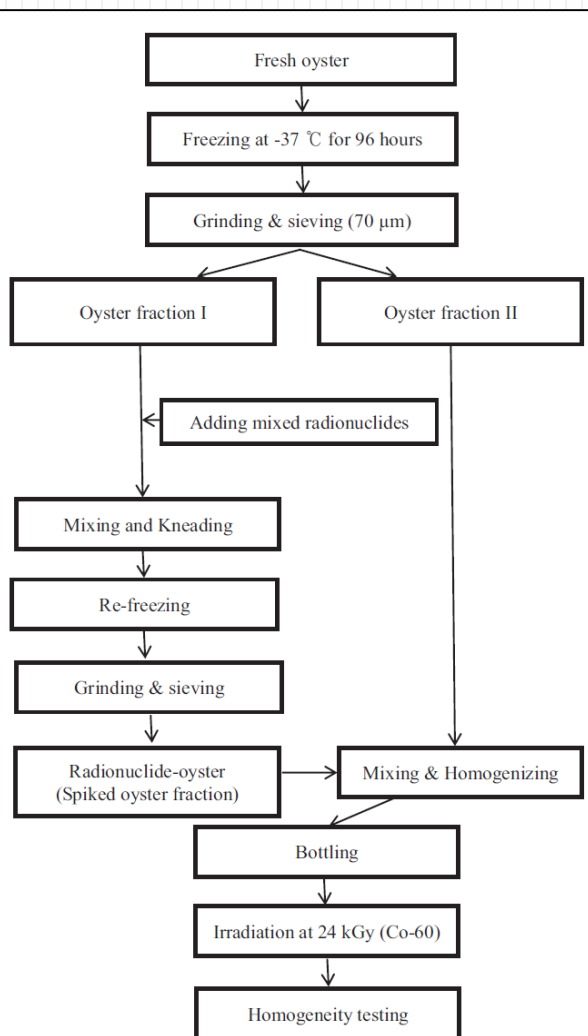 Fresh oyster
Freezing at -37 ℃ for 96 hours
Grinding & sieving (70 μm)
Oyster fraction I
Oyster fraction II
Adding mixed radionuclides
Mixing and Kneading
Re-freezing
Grinding & sieving
Radionuclide-oyster
(Spiked oyster fraction)
Mixing & Homogenizing
Bottling
Irradiation at 24 kGy (Co-60)
Homogeneity testing